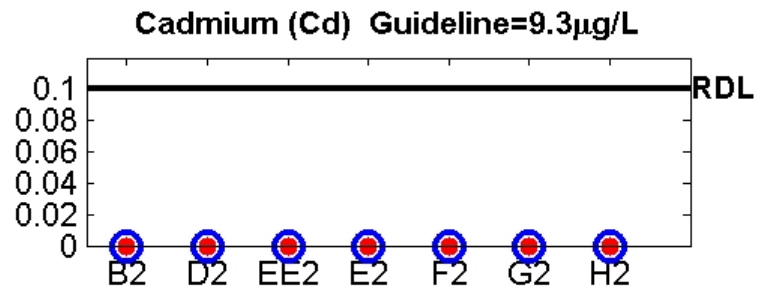 Cadmium (Cd)  Guideline=9.3μg/L
0.1
RDL
0.08
0.06
0.04
0.02
0
B2 D2 EE2 E2 F2 G2 H2